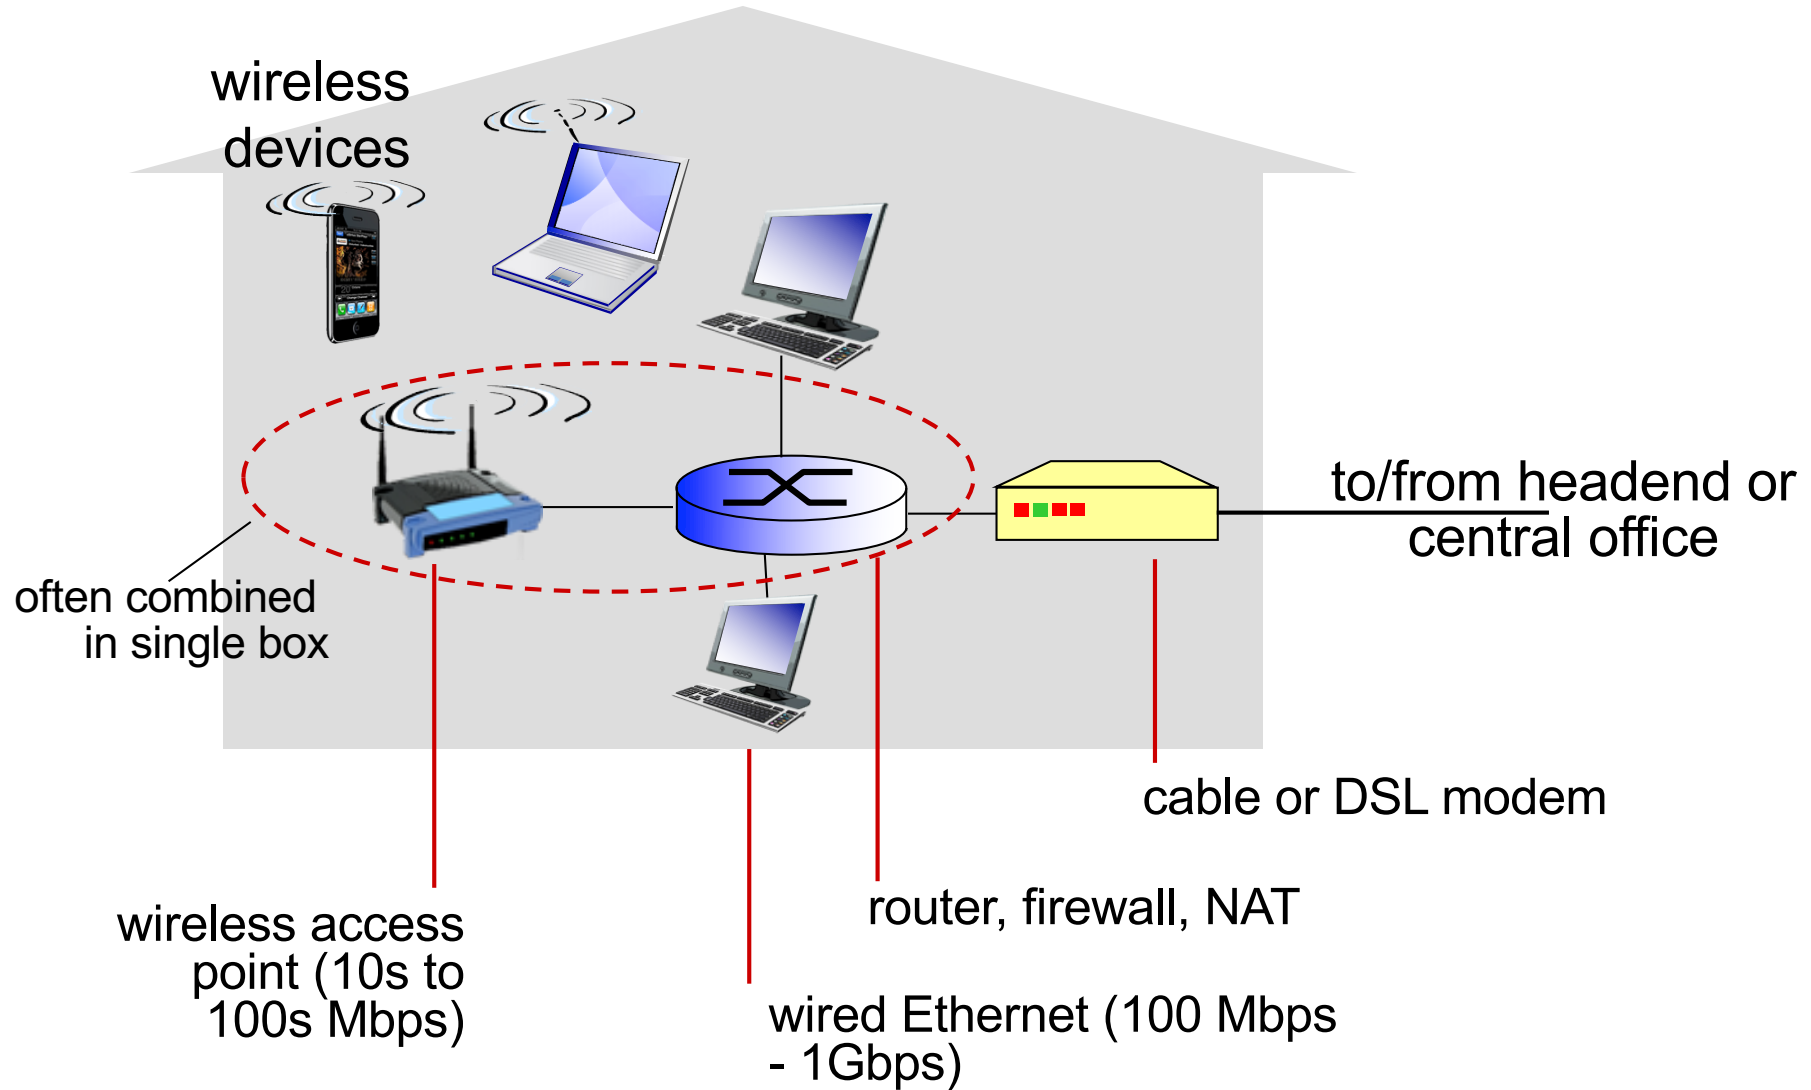 wireless
devices
to/from headend or
central office
often combined
in single box
cable or DSL modem
router, firewall, NAT
wireless access
point (10s to
100s Mbps)
wired Ethernet (100 Mbps
- 1Gbps)